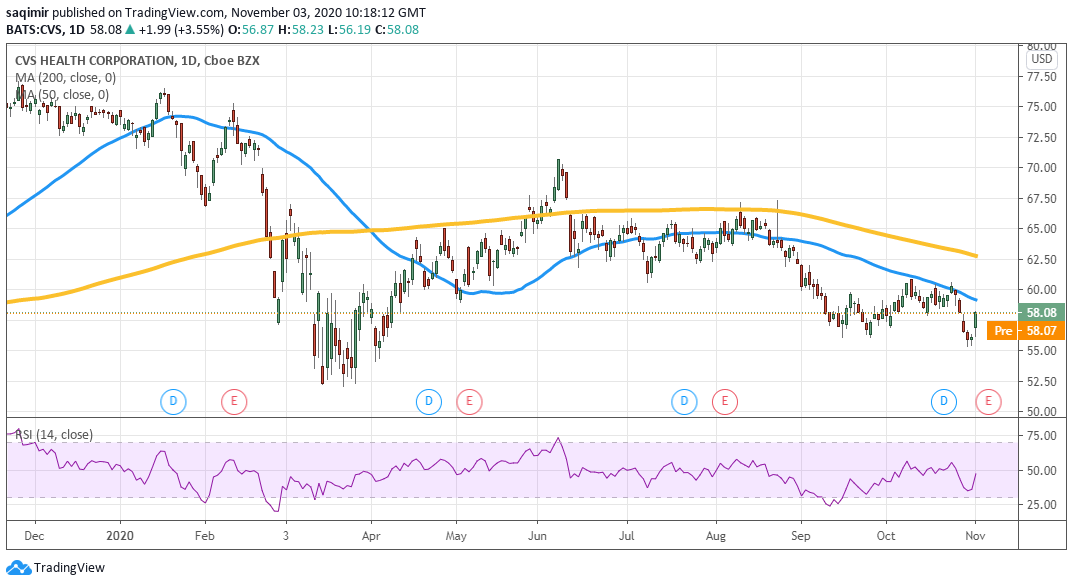 saqimir published on TradingView.com, November 03, 2020 10:18:12 GMT
BATS:CVS, 1D 58.08 ▲ +1.99 (+3.55%) O:56.87 H:58.23 L:56.19 C:58.08
CVS HEALTH CORPORATION, 1D, Cboe BZX
MA (200, close, 0)
MA (50, close, 0)
80.00
USD
77.50
75.00
72.50
70.00
67.50
65.00
62.50
60.00
58.08
Pre 58.07
55.00
52.50
50.00
D E D E D E D E
RSI (14, close)
75.00
50.00
25.00
Dec 2020 Feb 3 Apr May Jun Jul Aug Sep Oct Nov
TradingView